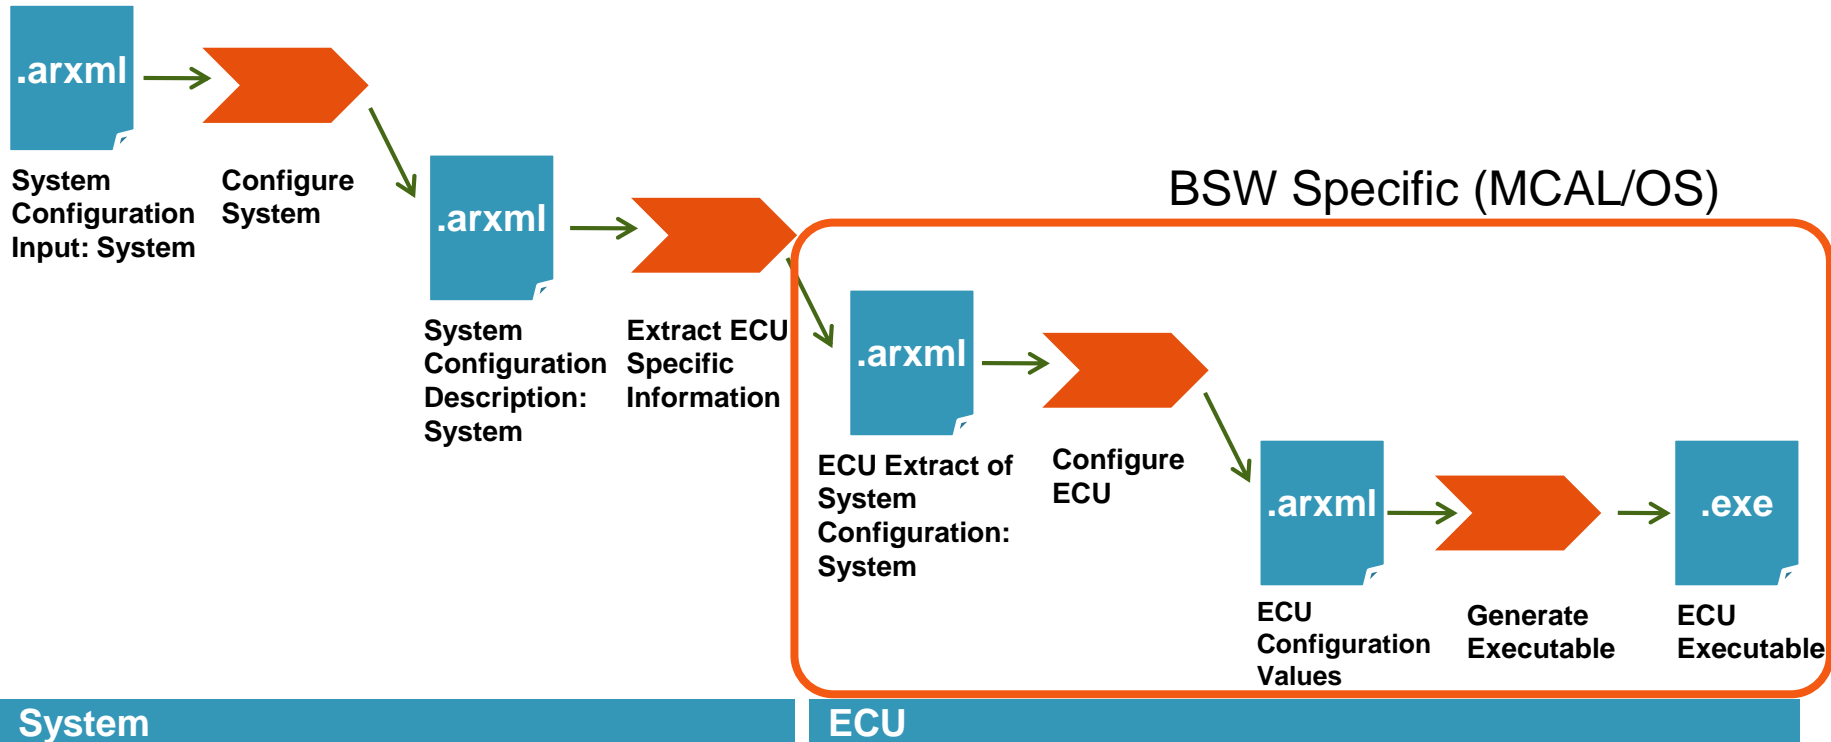 .arxml
System
Configuration
Input: System
Configure
System
.arxml
System
Configuration
Description:
System
Extract ECU
Specific
Information
BSW Specific (MCAL/OS)
.arxml
ECU Extract of
System
Configuration:
System
Configure
ECU
.arxml
ECU
Configuration
Values
Generate
Executable
.exe
ECU
Executable
System
ECU